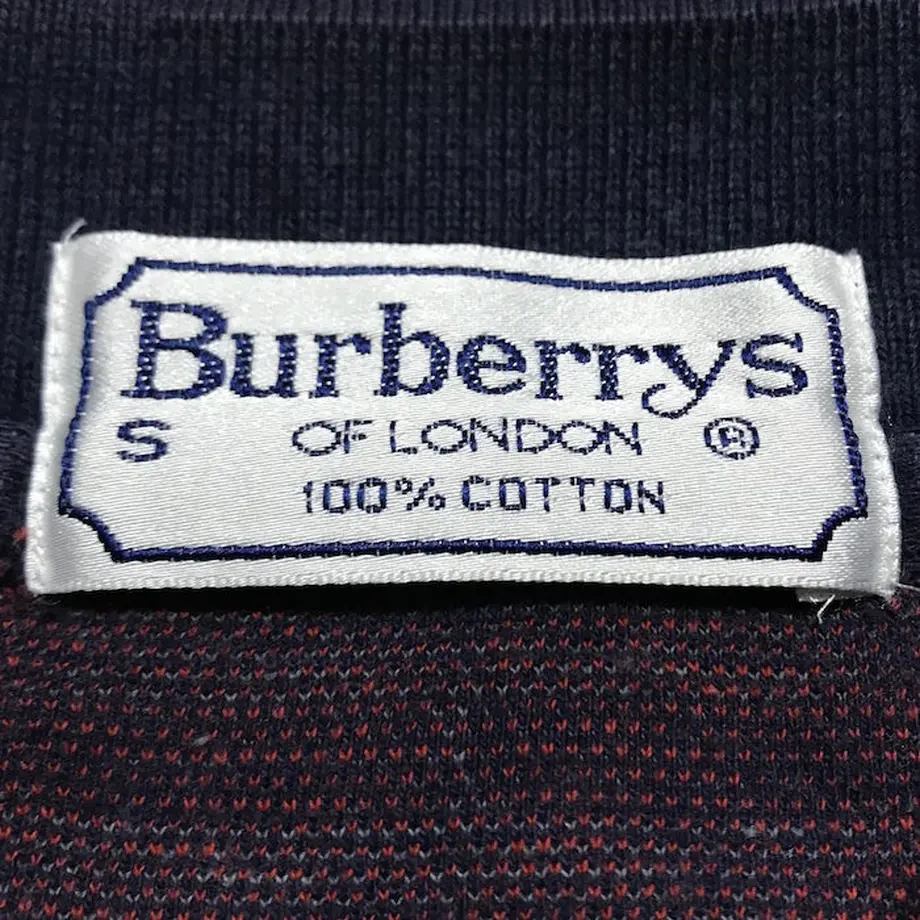 Burberrys
S OF LONDON ®
100% COTTON